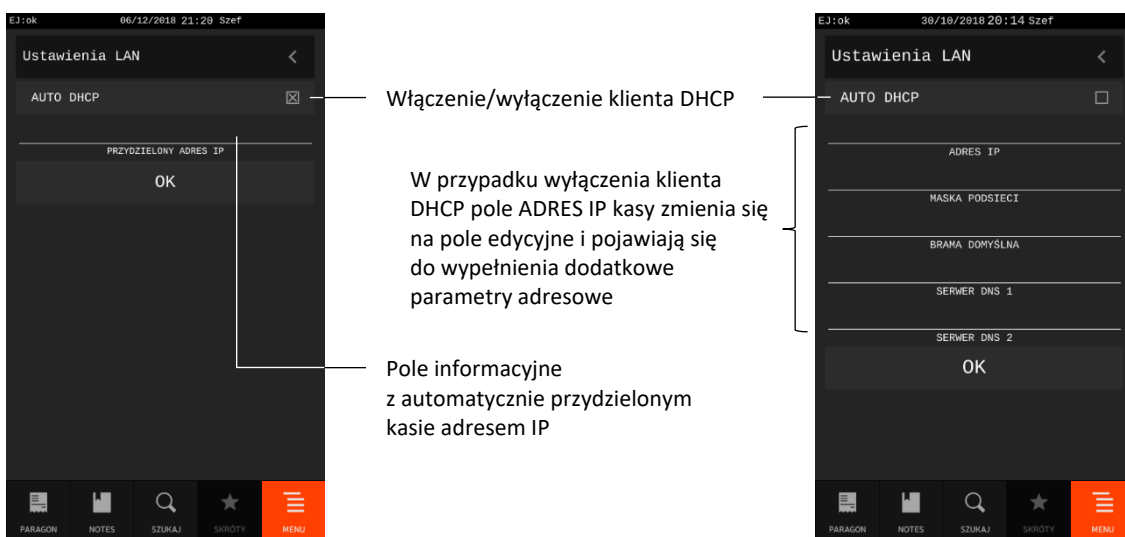 EJ:ok 06/12/2018 21:20 Szef
Ustawienia LAN
AUTO DHCP
PRZYDZIELONY ADRES IP
OK
PARAGON NOTES SZUKAJ SKRÓTY MENU
Włączenie/wyłączenie klienta DHCP
W przypadku wyłączenia klienta
DHCP pole ADRES IP kasy zmienia się
na pole edycyjne i pojawiają się
do wypełnienia dodatkowe
parametry adresowe
Pole informacyjne
z automatycznie przydzielonym
kasie adresem IP
EJ:ok 30/10/2018 20:14 Szef
Ustawienia LAN
AUTO DHCP
ADRES IP
MASKA PODSIECI
BRAMA DOMYŚLNA
SERWER DNS 1
SERWER DNS 2
OK
PARAGON NOTES SZUKAJ SKRÓTY MENU